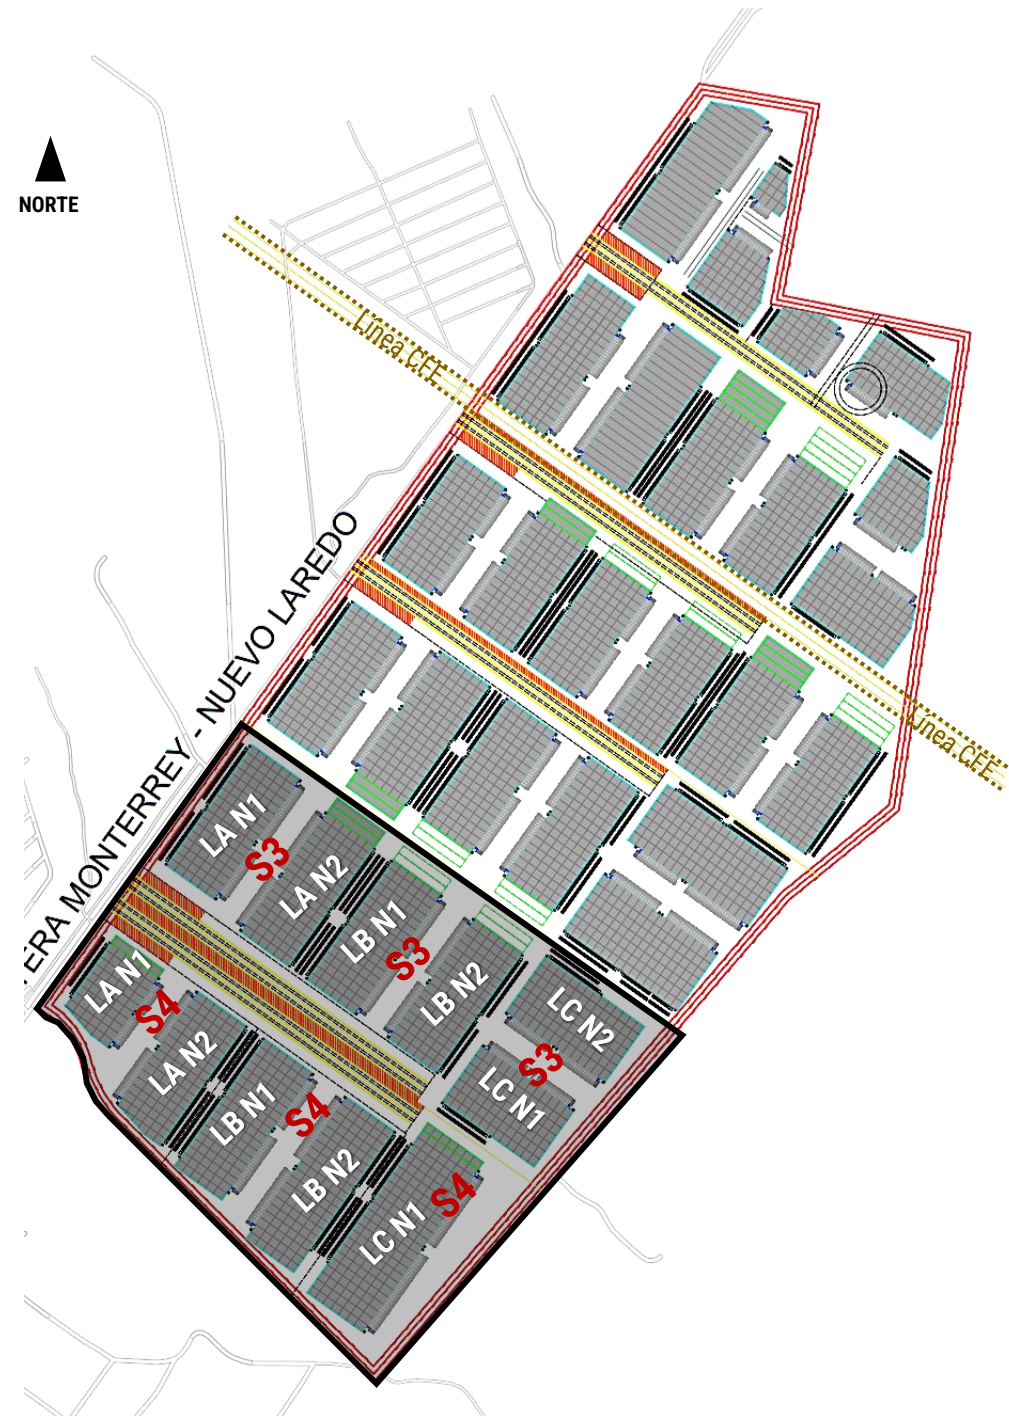 NORTE
Línea CFE
Línea CFE
ERA MONTERREY - NUEVO LAREDO
LA N1
S3
LA N2
LB N1
S3
LB N2
LC N2
S3
LC N1
LA N1
S4
LA N2
LB N1
S4
LB N2
LC N1
S4